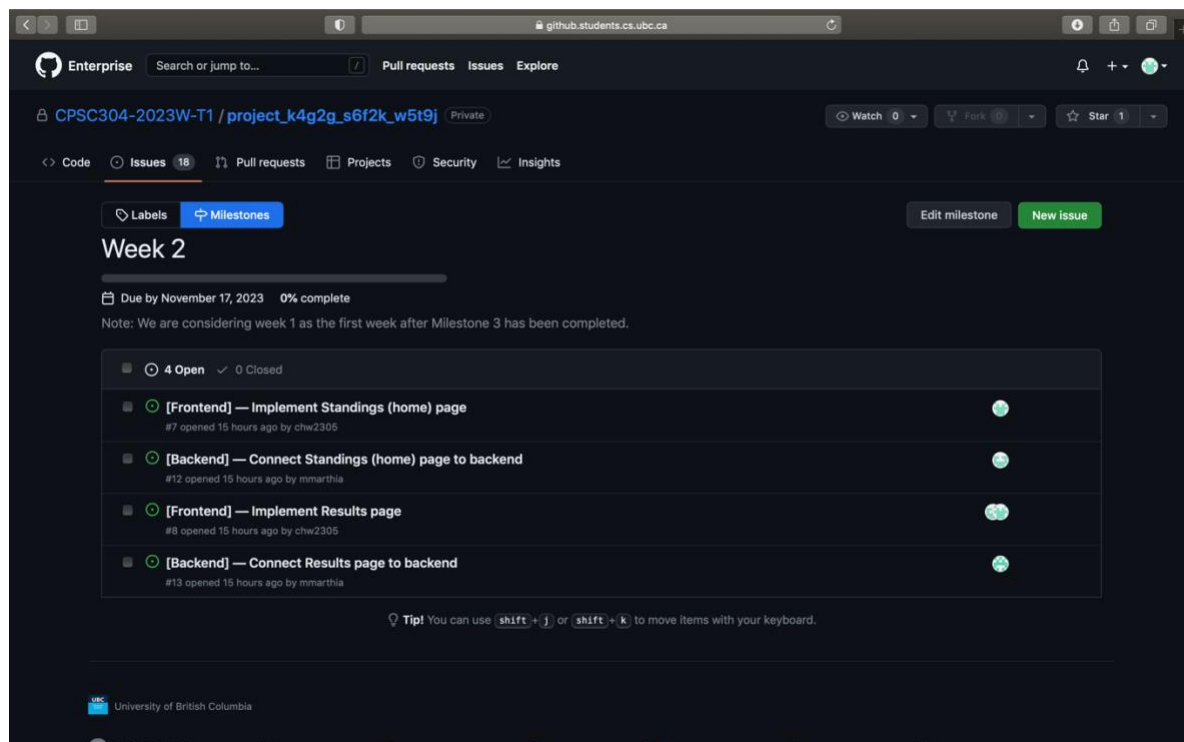 github.students.cs.ubc.ca
Enterprise Search or jump to... / Pull requests Issues Explore
CPSC304-2023W-T1 / project_k4g2g_s6f2k_w5t9j Private
Watch 0 Fork 0 Star 1
Code Issues 18 Pull requests Projects Security Insights
Labels Milestones Edit milestone New issue
Week 2
Due by November 17, 2023 0% complete
Note: We are considering week 1 as the first week after Milestone 3 has been completed.
4 Open 0 Closed
[Frontend] — Implement Standings (home) page
#7 opened 15 hours ago by chw2305
[Backend] — Connect Standings (home) page to backend
#12 opened 15 hours ago by mmarthia
[Frontend] — Implement Results page
#8 opened 15 hours ago by chw2305
[Backend] — Connect Results page to backend
#13 opened 15 hours ago by mmarthia
Tip! You can use shift + j or shift + k to move items with your keyboard.
UBC University of British Columbia